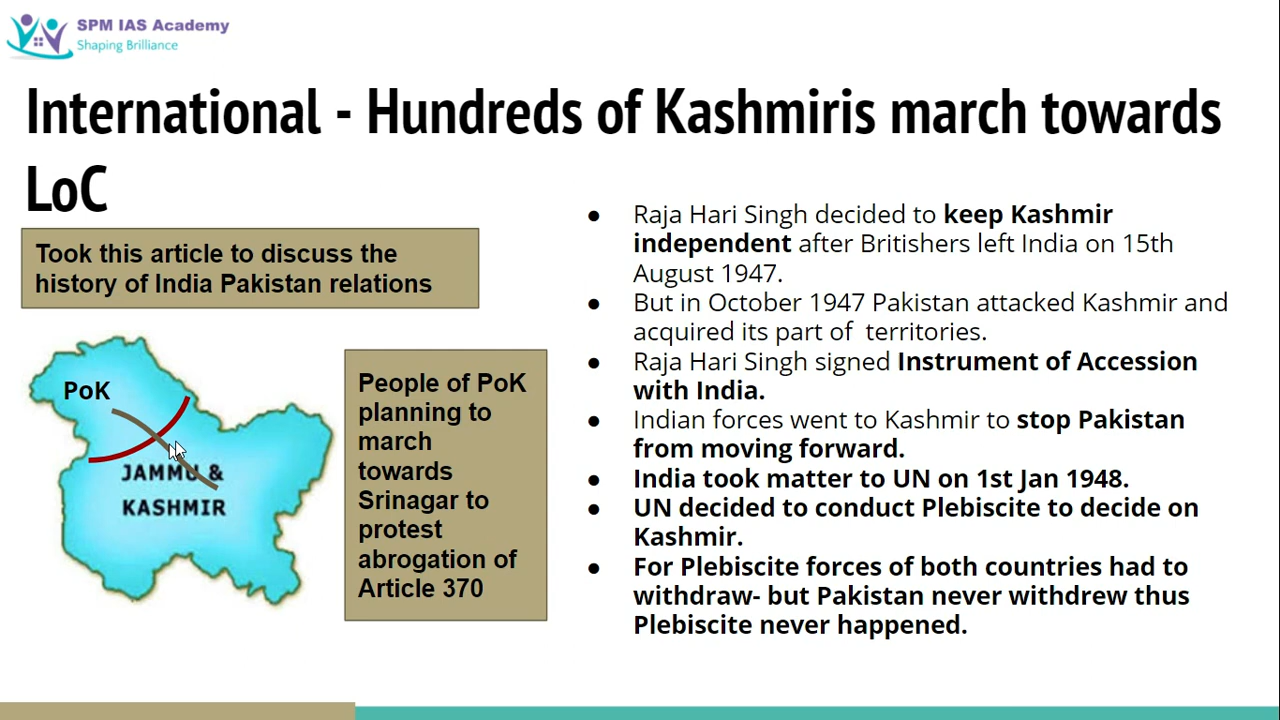 SPM IAS Academy
Shaping Brilliance
International - Hundreds of Kashmiris march towards
LoC
Took this article to discuss the
history of India Pakistan relations
PoK
JAMMU &
KASHMIR
People of PoK
planning to
march
towards
Srinagar to
protest
abrogation of
Article 370
● Raja Hari Singh decided to keep Kashmir
independent after Britishers left India on 15th
August 1947.
● But in October 1947 Pakistan attacked Kashmir and
acquired its part of  territories.
● Raja Hari Singh signed Instrument of Accession
with India.
● Indian forces went to Kashmir to stop Pakistan
from moving forward.
● India took matter to UN on 1st Jan 1948.
● UN decided to conduct Plebiscite to decide on
Kashmir.
● For Plebiscite forces of both countries had to
withdraw- but Pakistan never withdrew thus
Plebiscite never happened.